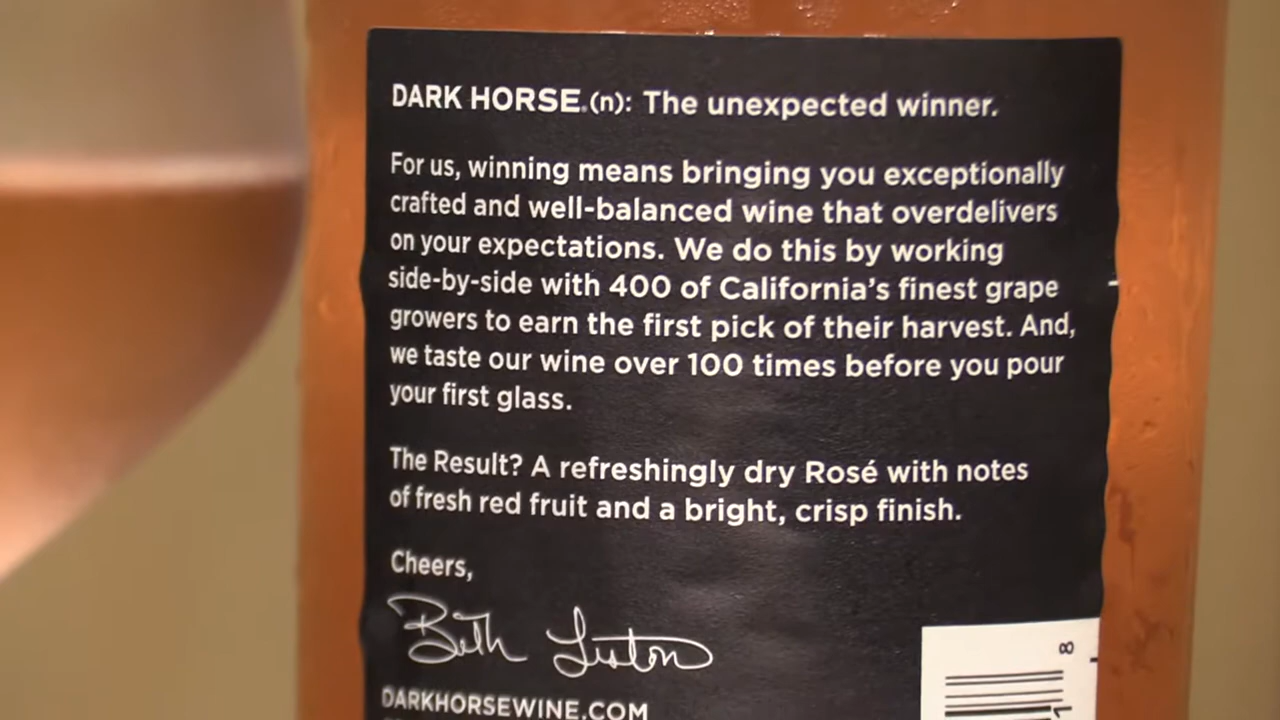 DARK HORSE.(n): The unexpected winner.
For us, winning means bringing you exceptionally
crafted and well-balanced wine that overdelivers
on your expectations. We do this by working
side-by-side with 400 of California's finest grape
growers to earn the first pick of their harvest. And,
we taste our wine over 100 times before you pour
your first glass.
The Result? A refreshingly dry Rosé with notes
of fresh red fruit and a bright, crisp finish.
Cheers,
Beth Liston
DARKHORSEWINE.COM
8
1